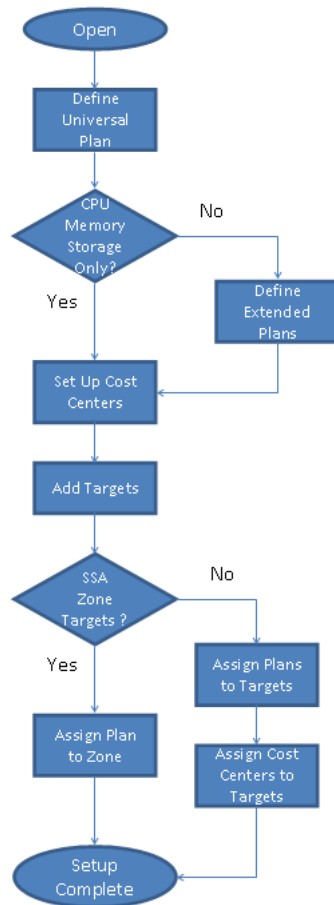 Open
Define
Universal
Plan
CPU
Memory
Storage
Only?
No
Yes
Define
Extended
Plans
Set Up Cost
Centers
Add Targets
SSA
Zone
Targets ?
No
Yes
Assign Plans
to Targets
Assign Plan
to Zone
Assign Cost
Centers to
Targets
Setup
Complete